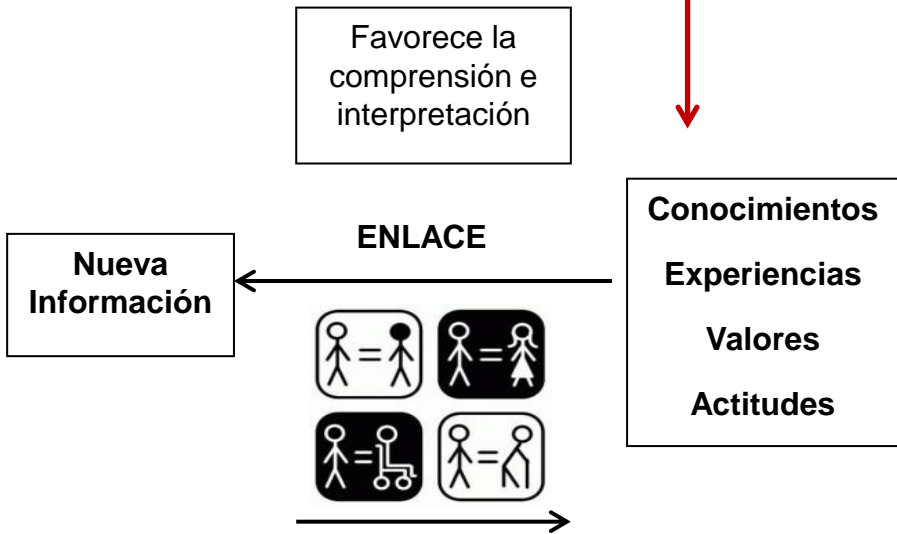 Favorece la
comprensión e
interpretación
ENLACE
Nueva
Información
Conocimientos
Experiencias
Valores
Actitudes